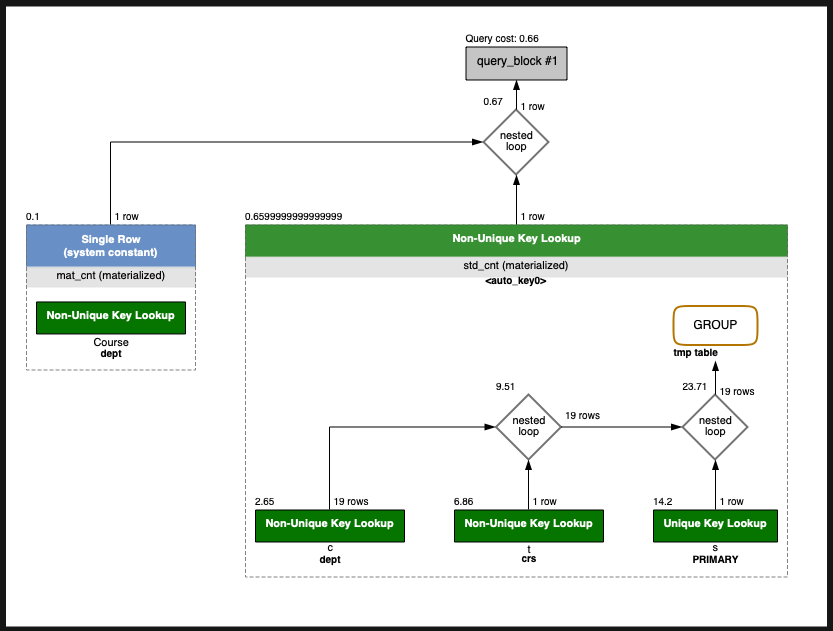 Query cost: 0.66
query_block #1
0.67
1 row
nested
loop
0.1
1 row
Single Row
(system constant)
mat_cnt (materialized)
Non-Unique Key Lookup
Course
dept
0.6599999999999999
1 row
Non-Unique Key Lookup
std_cnt (materialized)
<auto_key0>
GROUP
tmp table
9.51
nested
loop
19 rows
23.71
19 rows
nested
loop
2.65
19 rows
Non-Unique Key Lookup
c
dept
6.86
1 row
Non-Unique Key Lookup
t
crs
14.2
1 row
Unique Key Lookup
s
PRIMARY